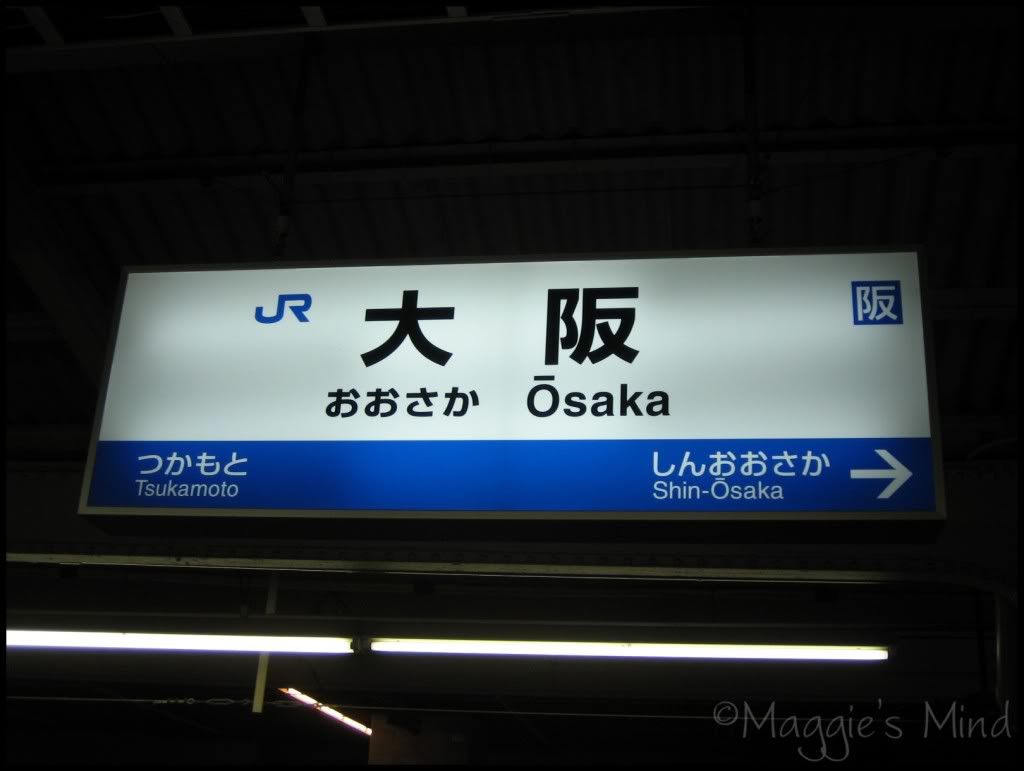 JR 大阪 阪
おおさか Ōsaka
つかもと しんおおさか →
Tsukamoto Shin-Ōsaka
©Maggie's Mind